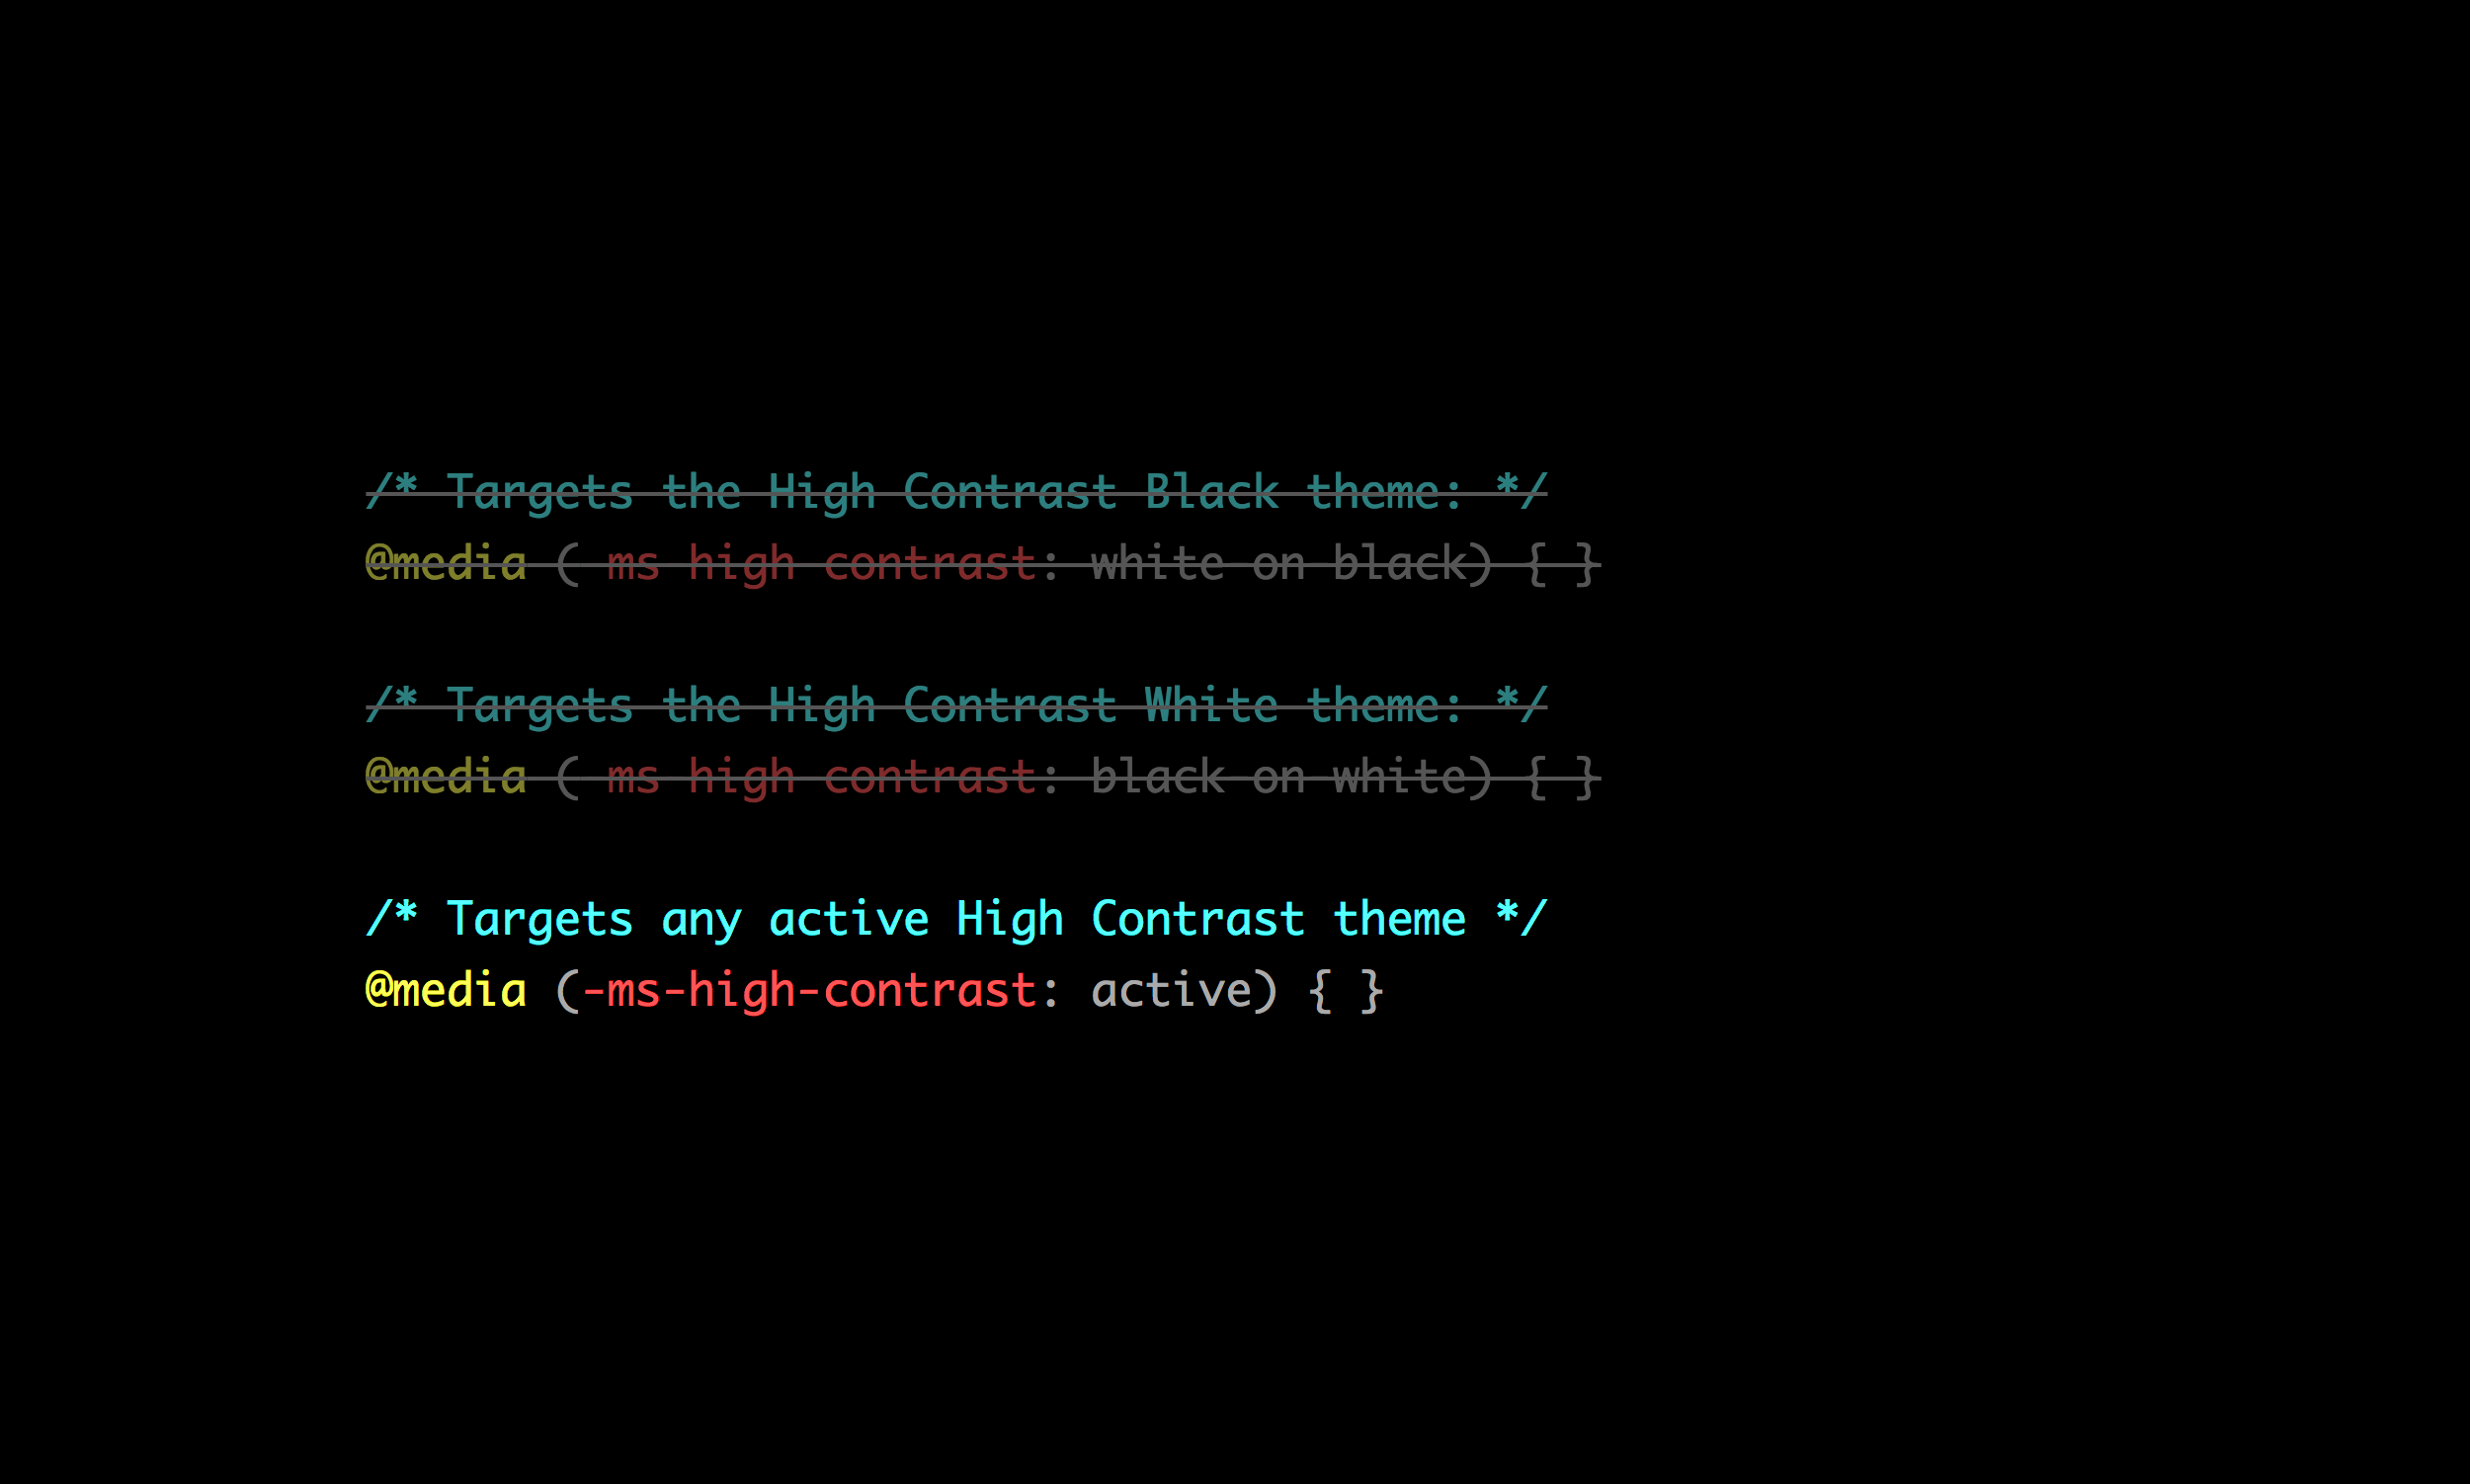 /* Targets the High Contrast Black theme: */
@media (-ms-high-contrast: white-on-black) { }
/* Targets the High Contrast White theme: */
@media (-ms-high-contrast: black-on-white) { }
/* Targets any active High Contrast theme */
@media (-ms-high-contrast: active) { }